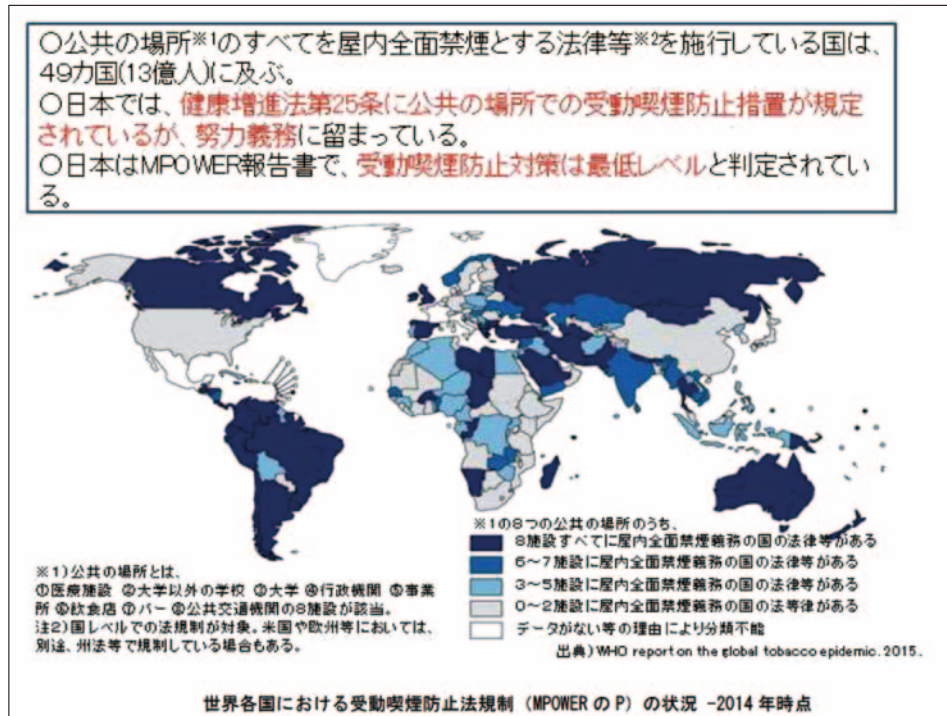 ○公共の場所※1のすべてを屋内全面禁煙とする法律等※2を施行している国は、
49カ国(13億人)に及ぶ。
○日本では、健康増進法第25条に公共の場所での受動喫煙防止措置が規定
されているが、努力義務に留まっている。
○日本はMPOWER報告書で、受動喫煙防止対策は最低レベルと判定されてい
る。
※1の8つの公共の場所のうち、
8施設すべてに屋内全面禁煙義務の国の法律等がある
6~7施設に屋内全面禁煙義務の国の法律等がある
3~5施設に屋内全面禁煙義務の国の法律等がある
0~2施設に屋内全面禁煙義務の国の法等律がある
データがない等の理由により分類不能
出典)WHO report on the global tobacco epidemic.2015.
※1)公共の場所とは、
①医療施設 ②大学以外の学校 ③大学 ④行政機関 ⑤事業
所 ⑥飲食店 ⑦バー ⑧公共交通機関の8施設が該当。
注2)国レベルでの法規制が対象。米国や欧州等においては、
別途、州法等で規制している場合もある。
世界各国における受動喫煙防止法規制(MPOWERのP)の状況 -2014年時点